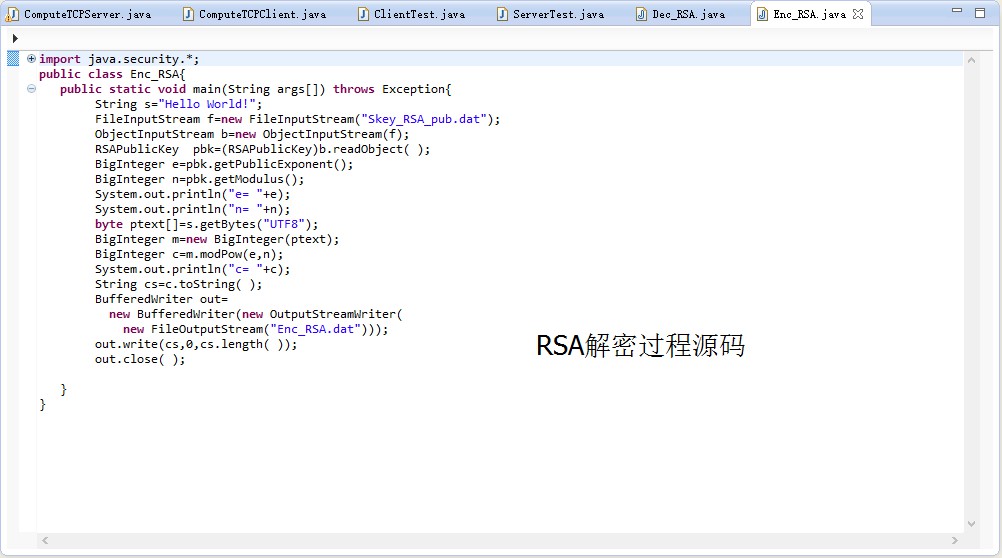 ComputeTCPServer.java ComputeTCPClient.java ClientTest.java ServerTest.java Dec_RSA.java Enc_RSA.java
import java.security.*;
public class Enc_RSA{
public static void main(String args[]) throws Exception{
String s="Hello World!";
FileInputStream f=new FileInputStream("Skey_RSA_pub.dat");
ObjectInputStream b=new ObjectInputStream(f);
RSAPublicKey  pbk=(RSAPublicKey)b.readObject( );
BigInteger e=pbk.getPublicExponent();
BigInteger n=pbk.getModulus();
System.out.println("e= "+e);
System.out.println("n= "+n);
byte ptext[]=s.getBytes("UTF8");
BigInteger m=new BigInteger(ptext);
BigInteger c=m.modPow(e,n);
System.out.println("c= "+c);
String cs=c.toString( );
BufferedWriter out=
new BufferedWriter(new OutputStreamWriter(
new FileOutputStream("Enc_RSA.dat")));
out.write(cs,0,cs.length( ));
out.close( );
}
}
RSA解密过程源码